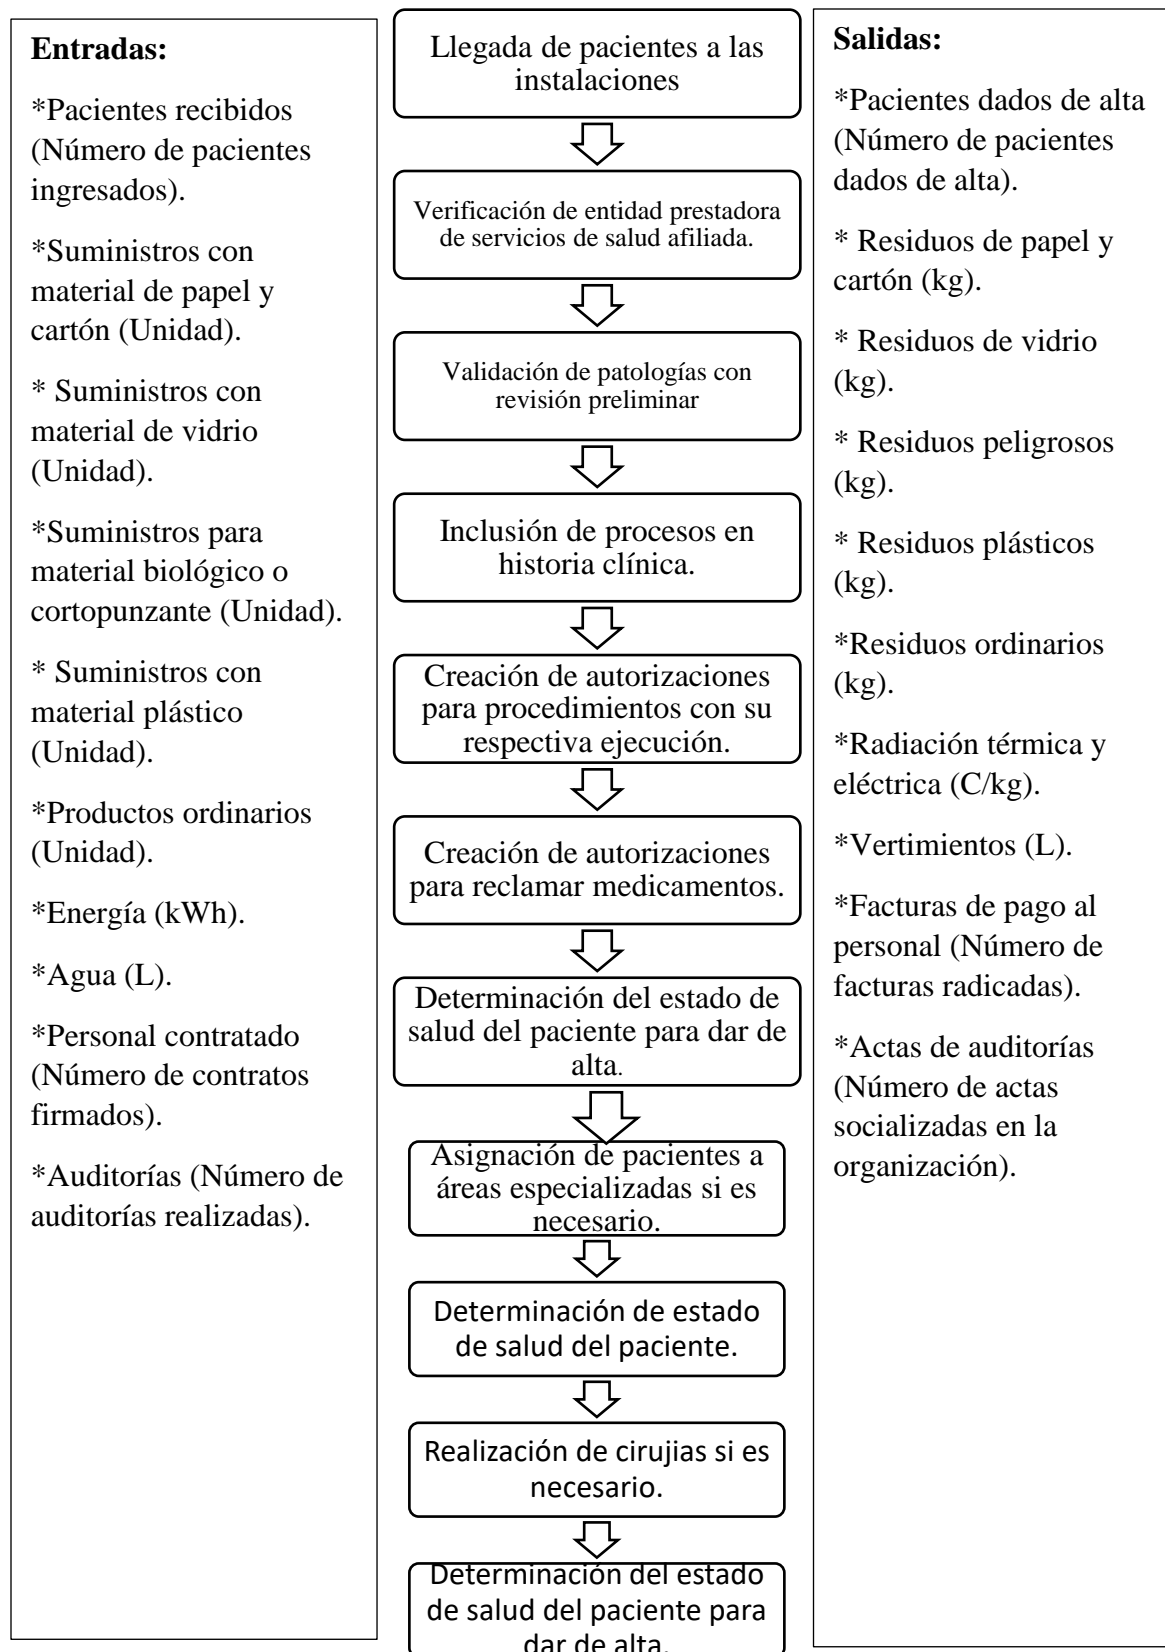 Entradas:
*Pacientes recibidos
(Número de pacientes
ingresados).
*Suministros con
material de papel y
cartón (Unidad).
* Suministros con
material de vidrio
(Unidad).
*Suministros para
material biológico o
cortopunzante (Unidad).
* Suministros con
material plástico
(Unidad).
*Productos ordinarios
(Unidad).
*Energía (kWh).
*Agua (L).
*Personal contratado
(Número de contratos
firmados).
*Auditorías (Número de
auditorías realizadas).
Llegada de pacientes a las
instalaciones
Verificación de entidad prestadora
de servicios de salud afiliada.
Validación de patologías con
revisión preliminar
Inclusión de procesos en
historia clínica.
Creación de autorizaciones
para procedimientos con su
respectiva ejecución.
Creación de autorizaciones
para reclamar medicamentos.
Determinación del estado de
salud del paciente para dar de
alta.
Asignación de pacientes a
áreas especializadas si es
necesario.
Determinación de estado
de salud del paciente.
Realización de cirujias si es
necesario.
Determinación del estado
de salud del paciente para
dar de alta.
Salidas:
*Pacientes dados de alta
(Número de pacientes
dados de alta).
* Residuos de papel y
cartón (kg).
* Residuos de vidrio
(kg).
* Residuos peligrosos
(kg).
* Residuos plásticos
(kg).
*Residuos ordinarios
(kg).
*Radiación térmica y
eléctrica (C/kg).
*Vertimientos (L).
*Facturas de pago al
personal (Número de
facturas radicadas).
*Actas de auditorías
(Número de actas
socializadas en la
organización).